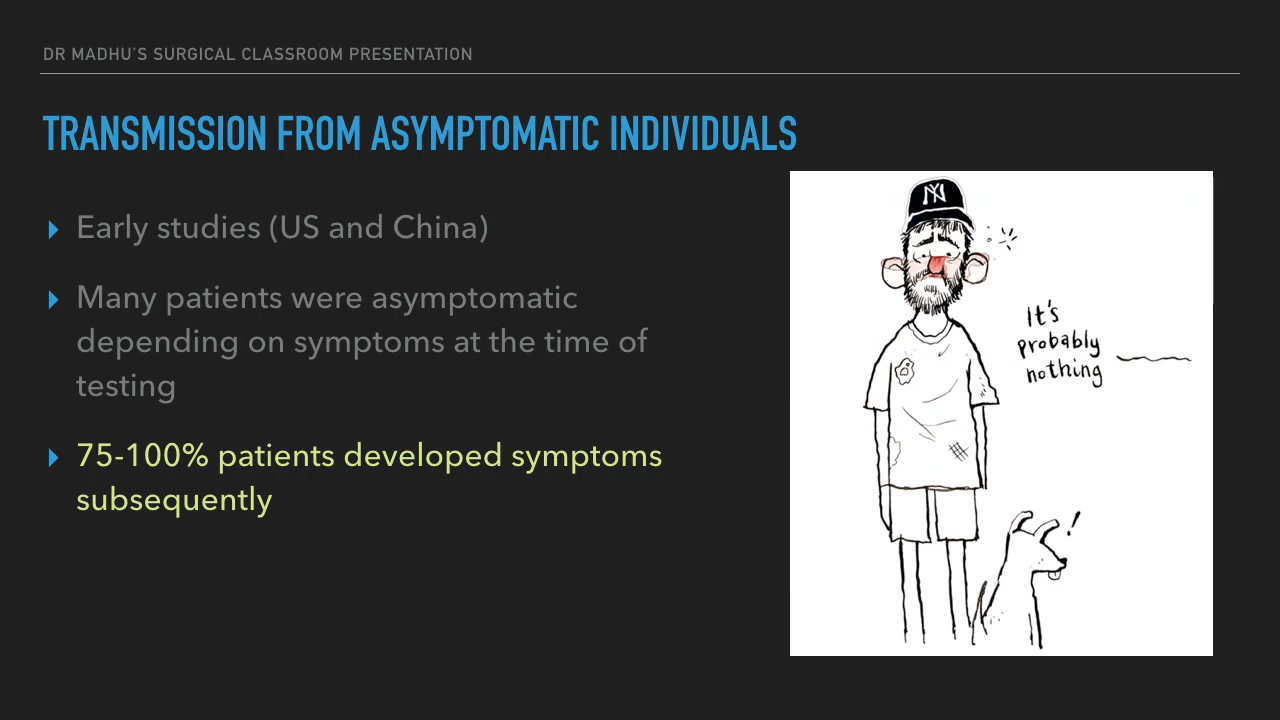 DR MADHU'S SURGICAL CLASSROOM PRESENTATION
TRANSMISSION FROM ASYMPTOMATIC INDIVIDUALS
Early studies (US and China)
Many patients were asymptomatic
depending on symptoms at the time of
testing
75-100% patients developed symptoms
subsequently
NY
It's
probably
nothing
!